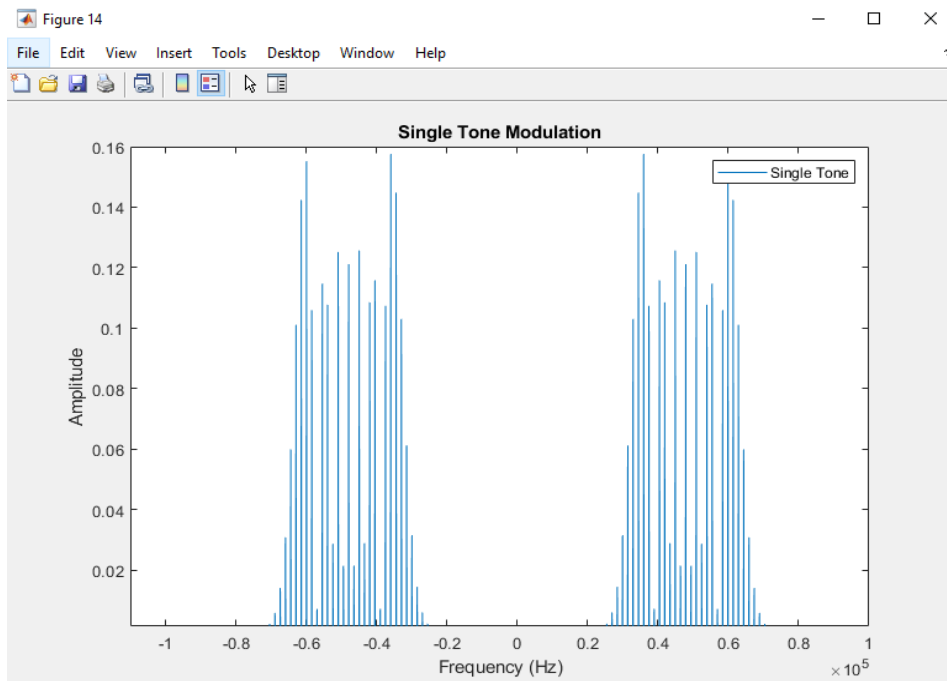 Figure 14
File Edit View Insert Tools Desktop Window Help
Single Tone Modulation
Single Tone
0.16
0.14
0.12
0.1
0.08
0.06
0.04
0.02
Amplitude
-1 -0.8 -0.6 -0.4 -0.2 0 0.2 0.4 0.6 0.8 1
Frequency (Hz)
×10^5